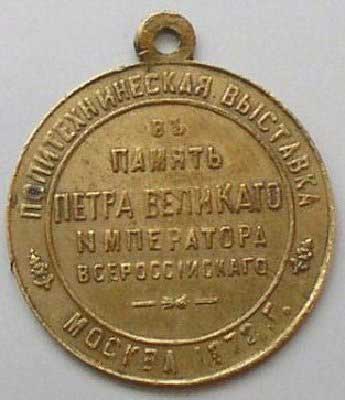 ПОЛИТЕХНИЧЕСКАЯ ВЫСТАВКА
ВЪ
ПАМЯТЬ
ПЕТРА ВЕЛИКАГО
ИМПЕРАТОРА
ВСЕРОССІЙСКАГО
МОСКВА 1872 Г.